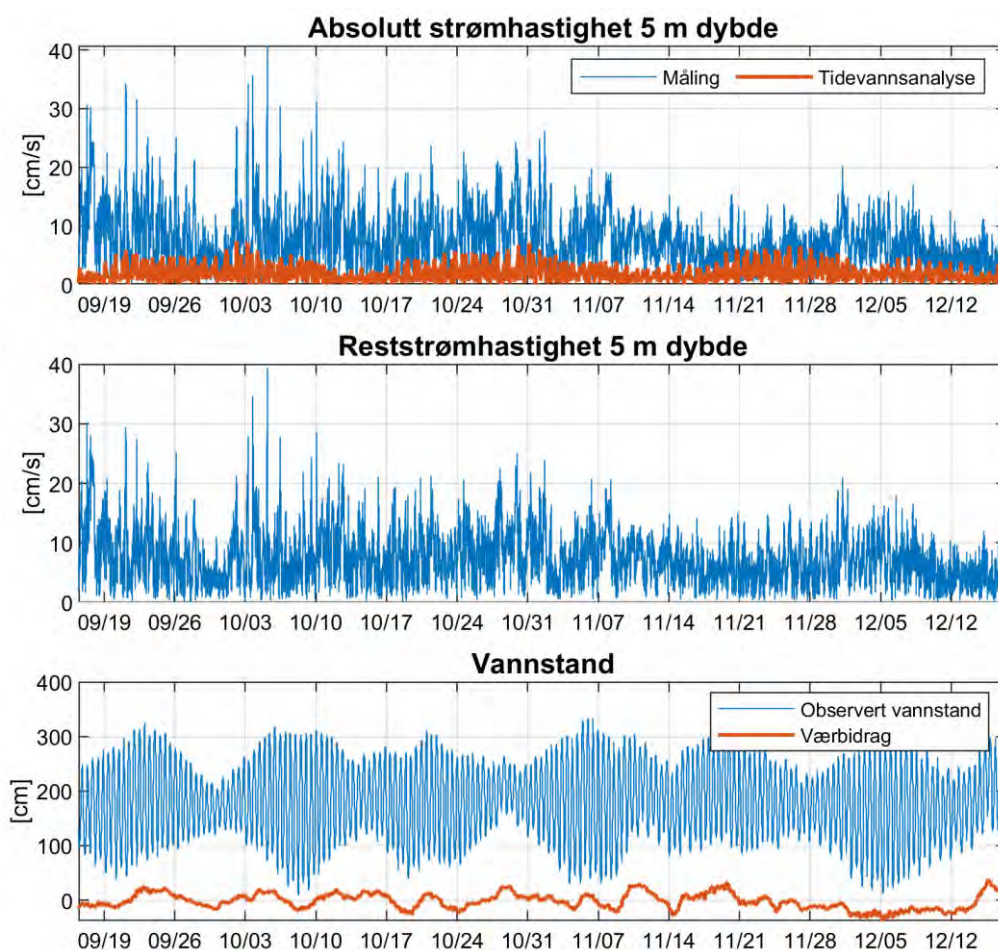 Absolutt strømhastighet 5 m dybde
Måling
Tidevannsanalyse
[cm/s]
40
30
20
10
0
09/19 09/26 10/03 10/10 10/17 10/24 10/31 11/07 11/14 11/21 11/28 12/05 12/12
Reststrømhastighet 5 m dybde
[cm/s]
40
30
20
10
0
09/19 09/26 10/03 10/10 10/17 10/24 10/31 11/07 11/14 11/21 11/28 12/05 12/12
Vannstand
Observert vannstand
Værbidrag
[cm]
400
300
200
100
0
09/19 09/26 10/03 10/10 10/17 10/24 10/31 11/07 11/14 11/21 11/28 12/05 12/12